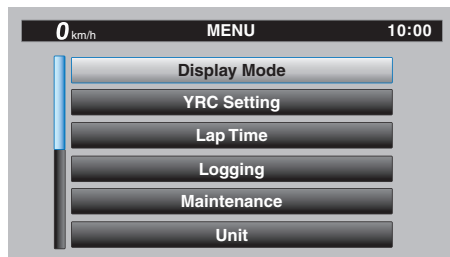 0 km/h MENU 10:00
Display Mode
YRC Setting
Lap Time
Logging
Maintenance
Unit